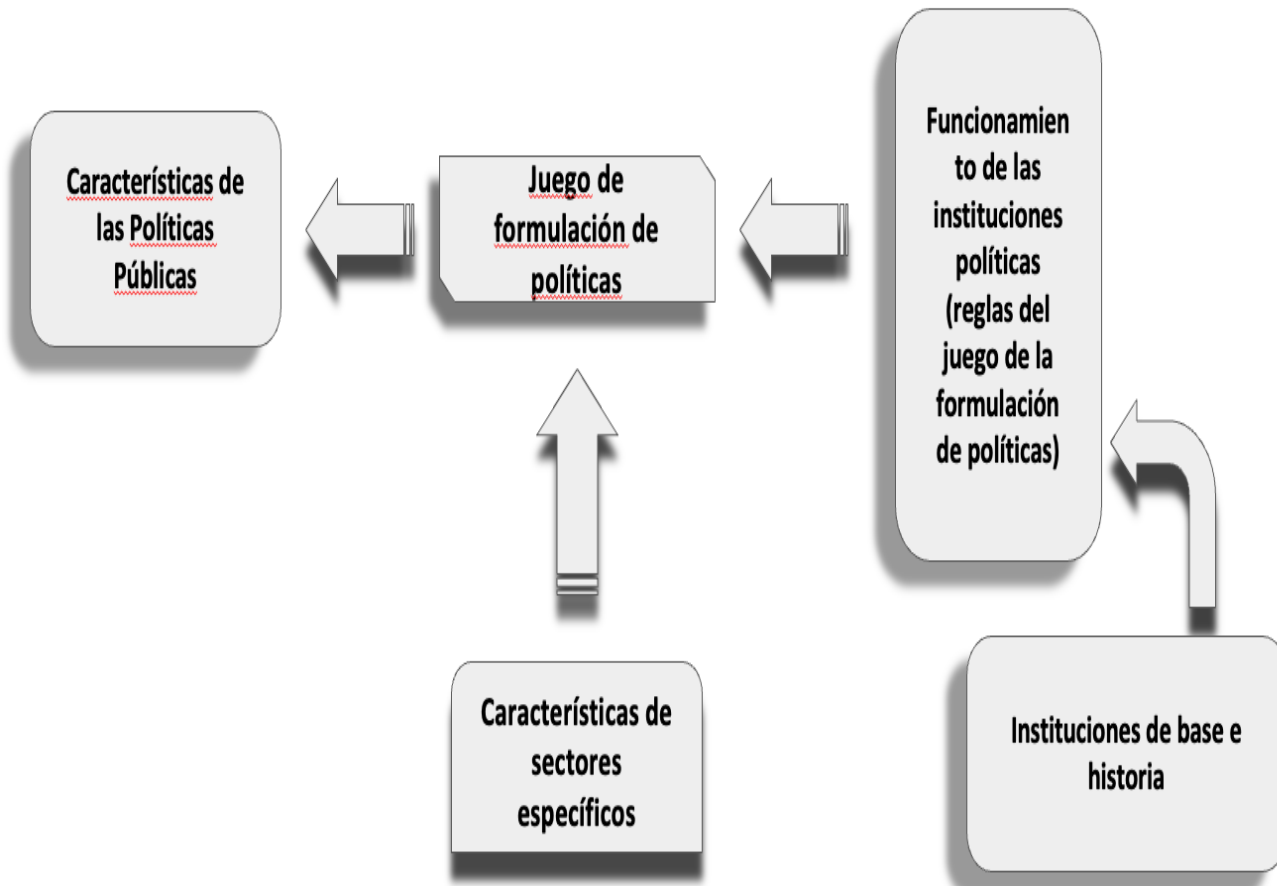 Característícas de
las Políticas
Públicas
Juego de
formulación de
políticas
Funcionamien
to de las
instituciones
políticas
(reglas del
juego de la
formulación
de políticas)
Características de
sectores
específicos
Instituciones de base e
historia